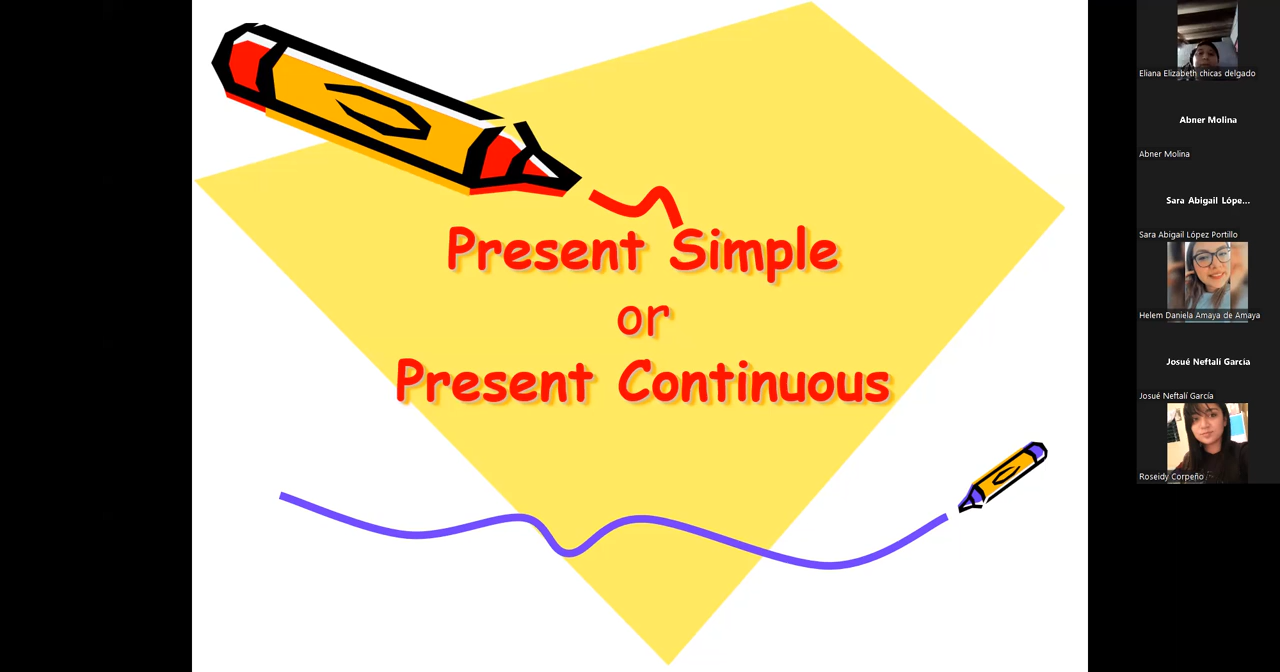 Present Simple
or
Present Continuous
Eliana Elizabeth chicas delgado
Abner Molina
Abner Molina
Sara Abigail Lópe...
Sara Abigail López Portillo
Helem Daniela Amaya de Amaya
Josué Neftalí García
Josué Neftalí García
Roseidy Corpeño